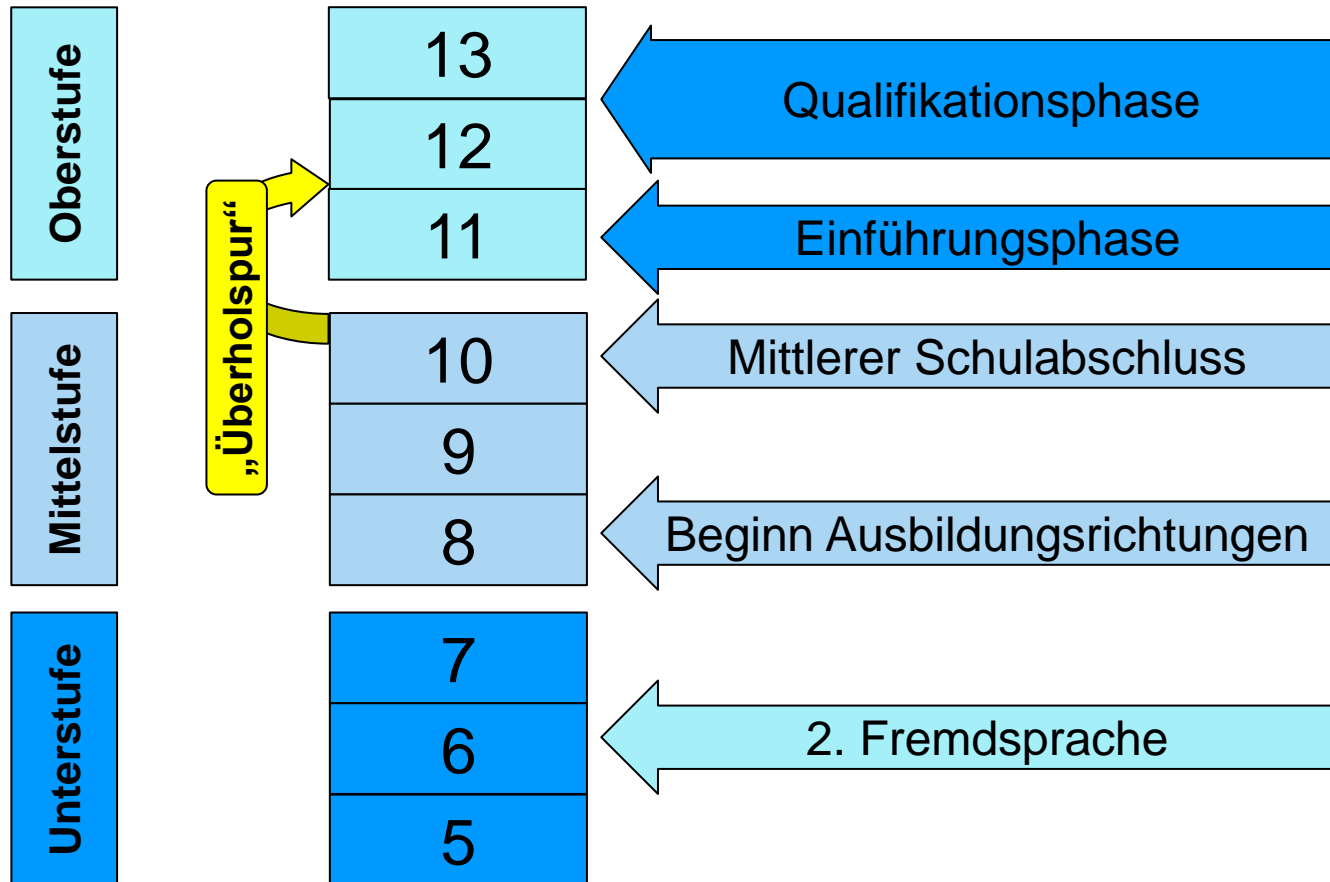 Oberstufe
13
Qualifikationsphase
12
11
Einführungsphase
„Überholspur“
Mittelstufe
10
Mittlerer Schulabschluss
9
8
Beginn Ausbildungsrichtungen
Unterstufe
7
6
2. Fremdsprache
5